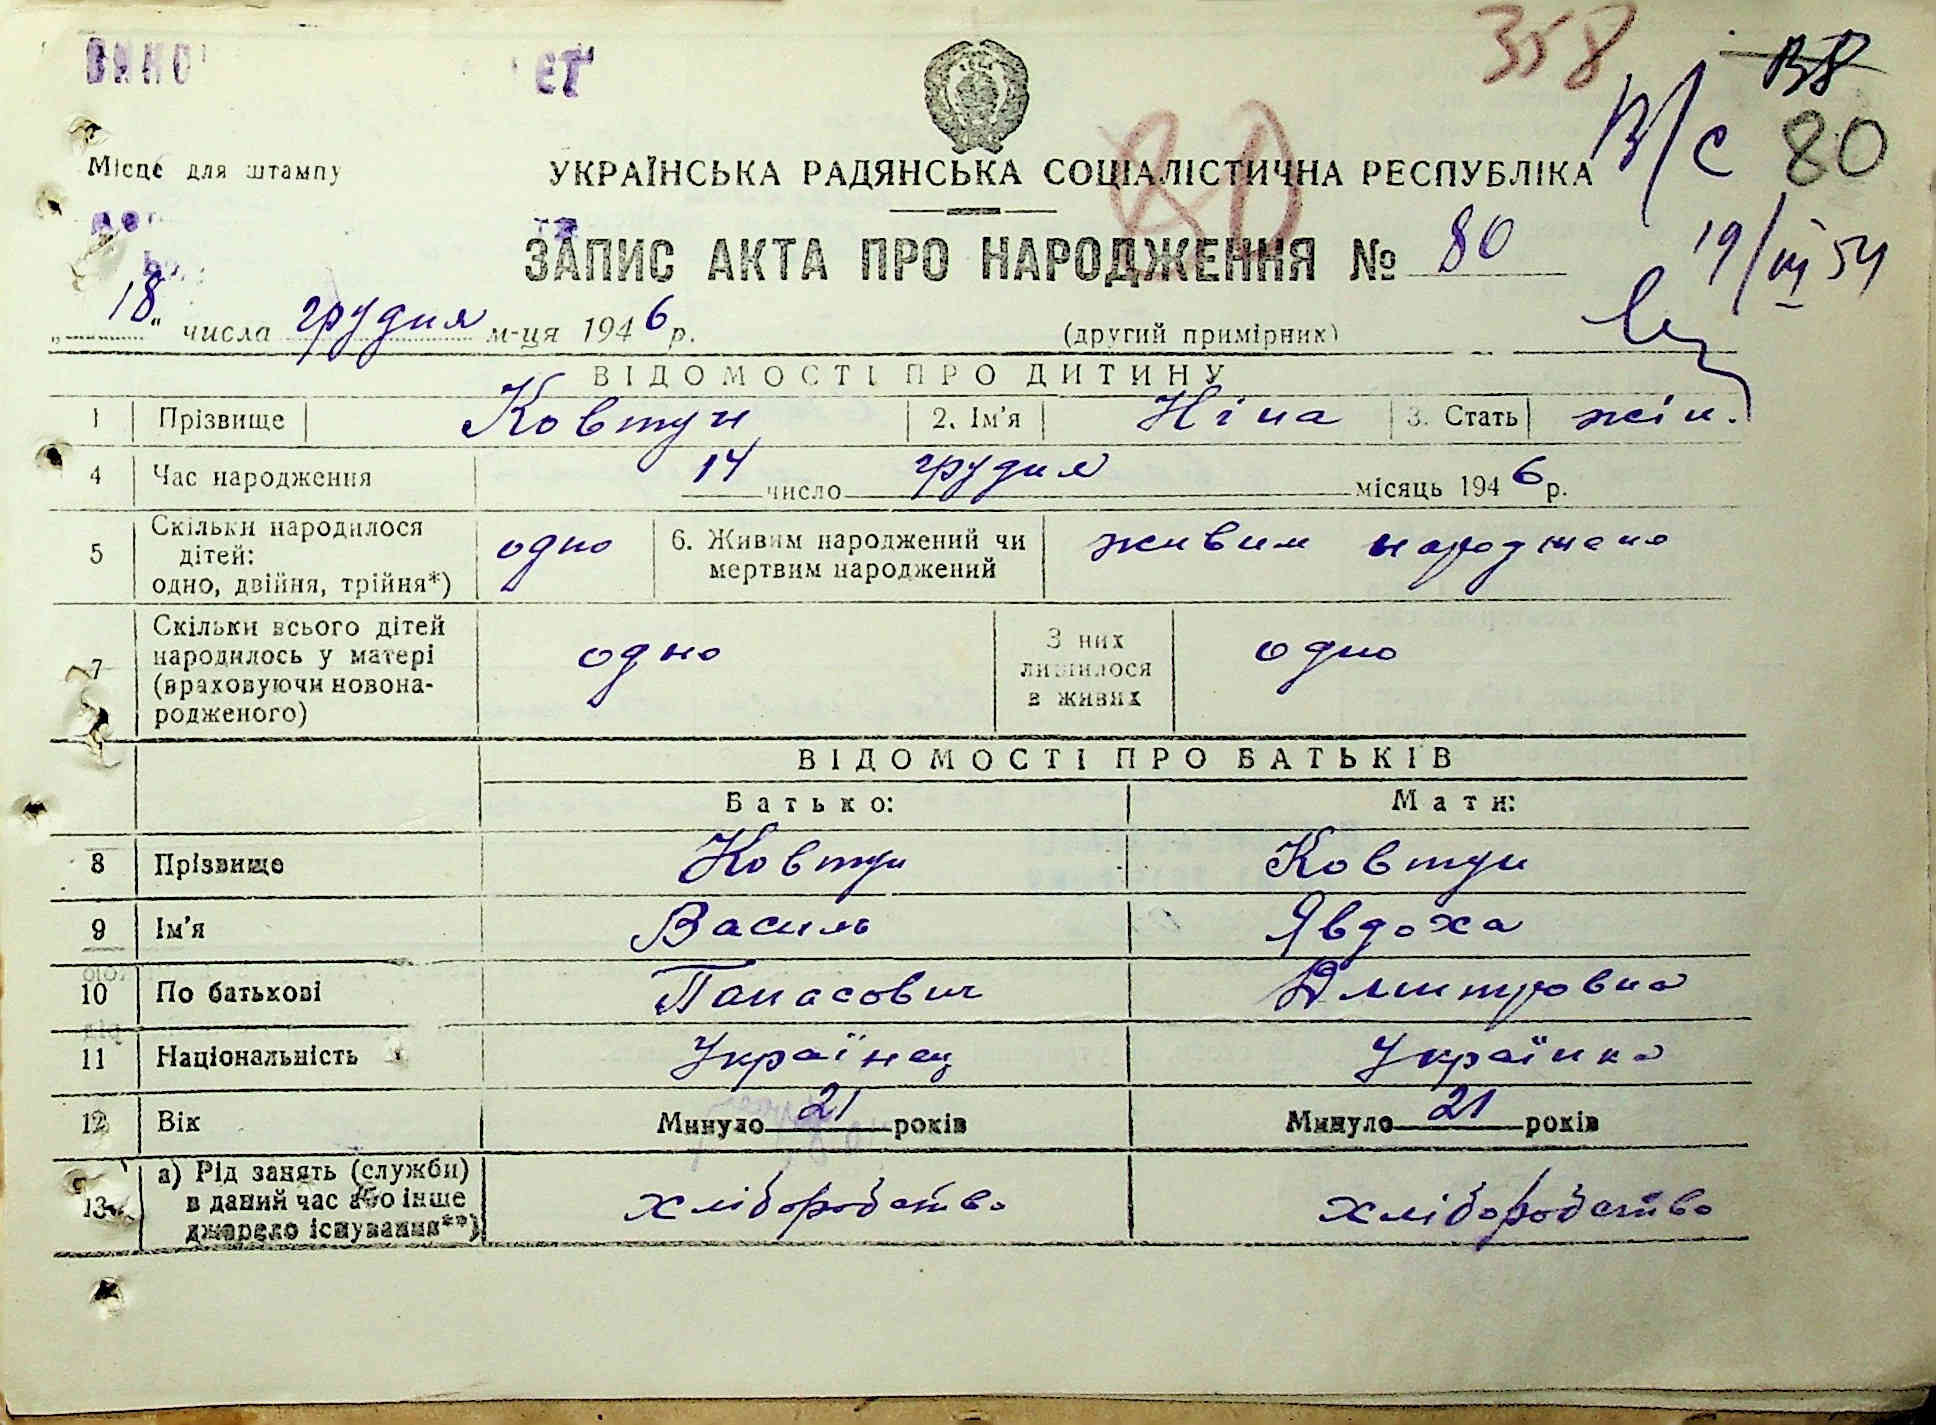 358
В8
80
В/с 80
Місце для штампу
УКРАЇНСЬКА РАДЯНСЬКА СОЦІАЛІСТИЧНА РЕСПУБЛІКА
ЗАПИС АКТА ПРО НАРОДЖЕННЯ № 80
19/III 54
„18“ числа грудня м-ця 1946 р. (другий примірник)
ВІДОМОСТІ ПРО ДИТИНУ
1 Прізвище Ковтун 2. Ім'я Ніна 3. Стать жін.
4 Час народження 14 число грудня місяць 1946 р.
5 Скільки народилося дітей: одно, двійня, трійня*) одно 6. Живим народжений чи мертвим народжений живим народжено
7 Скільки всього дітей народилось у матері (враховуючи новонародженого) одно З них лишилося в живих одно
ВІДОМОСТІ ПРО БАТЬКІВ
Батько: Мати:
8 Прізвище Ковтун Ковтун
9 Ім'я Василь Явдоха
10 По батькові Панасович Дмитровна
11 Національність Українец Українка
12 Вік Минуло 21 років Минуло 21 років
13 а) Рід занять (служби) в даний час або інше джерело існування**) хліборобство хліборобство